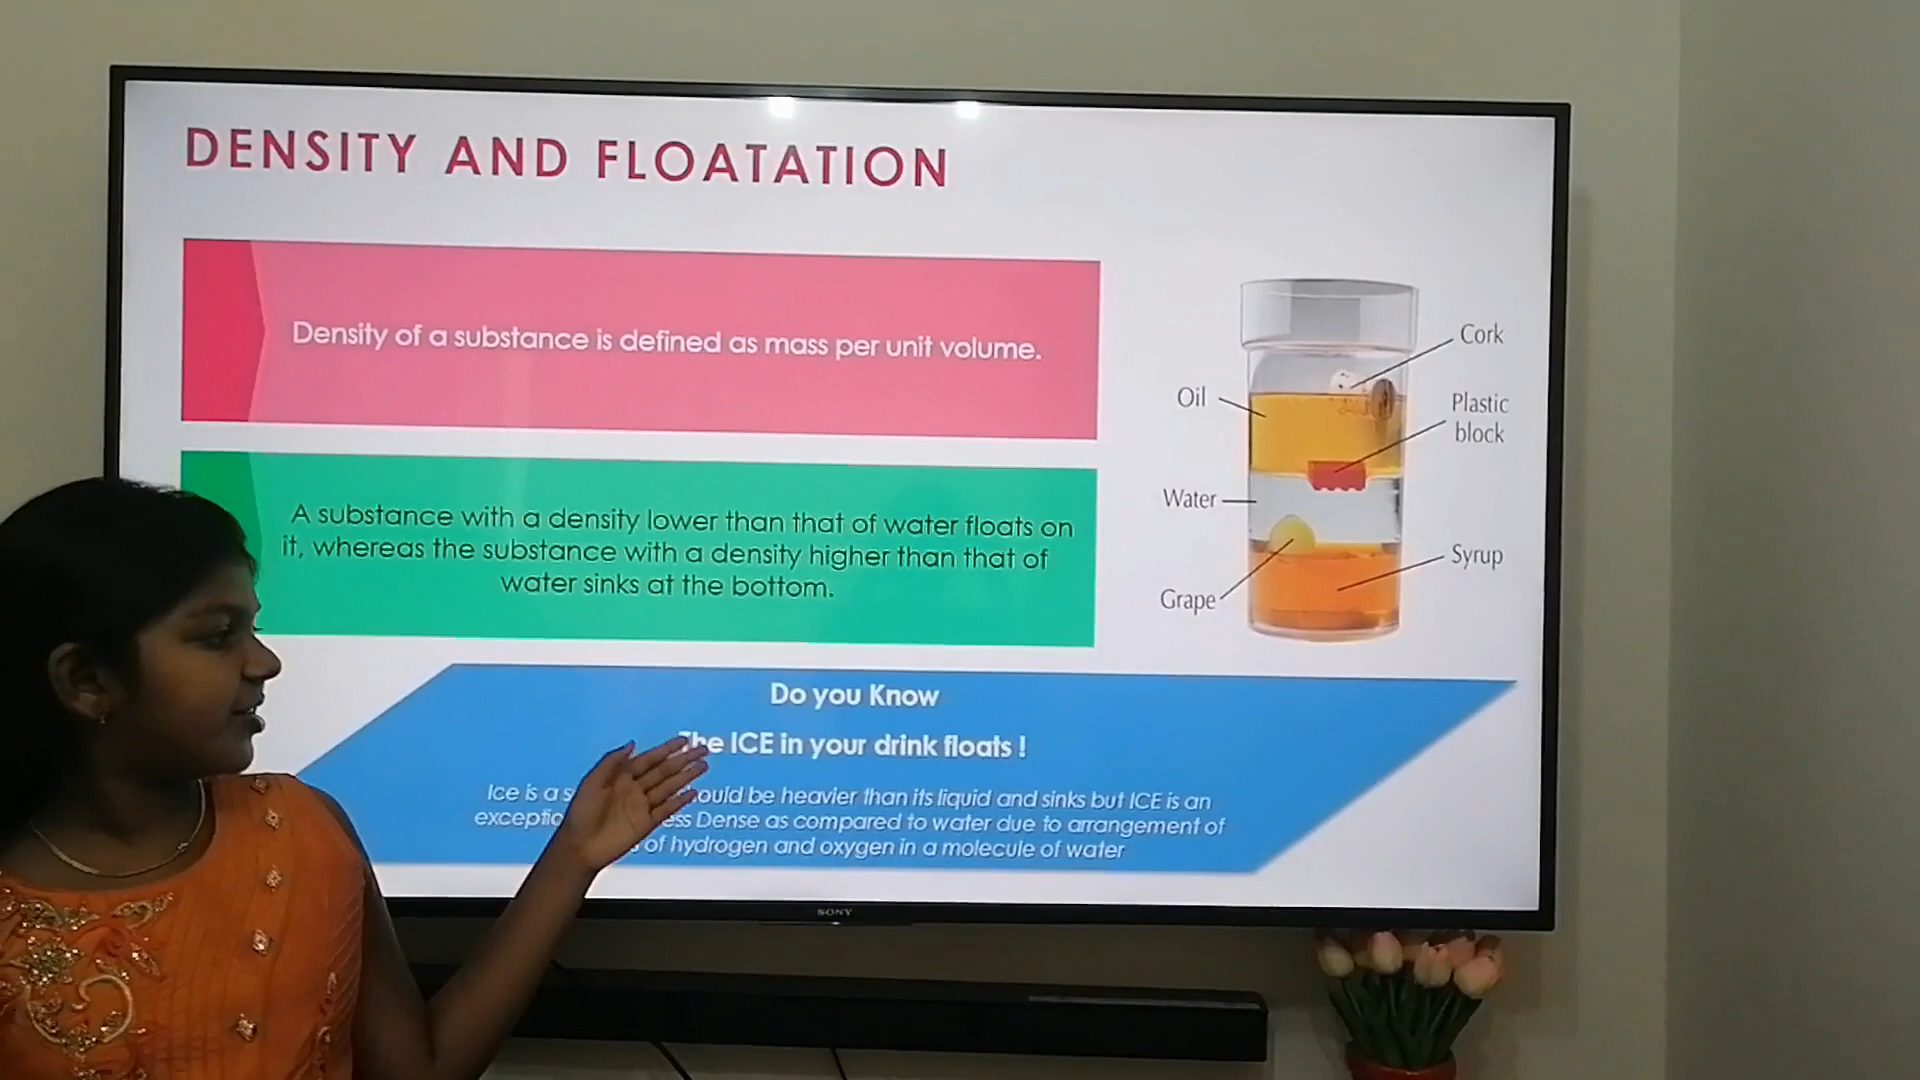 DENSITY AND FLOATATION
Density of a substance is defined as mass per unit volume.
A substance with a density lower than that of water floats on
it, whereas the substance with a density higher than that of
water sinks at the bottom.
Cork
Oil
Plastic
block
Water
Syrup
Grape
Do you Know
The ICE in your drink floats !
Ice is a be heavier than its liquid and sinks but ICE is an
Dense as compared to water due to arrangement of
of hydrogen and oxygen in a molecule of water
SONY